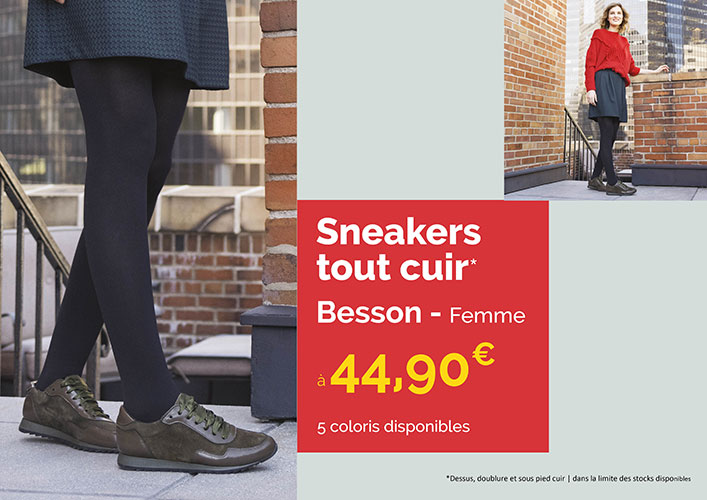 Sneakers
tout cuir*
Besson - Femme
à 44,90€
5 coloris disponibles
*Dessus, doublure et sous pied cuir | dans la limite des stocks disponibles